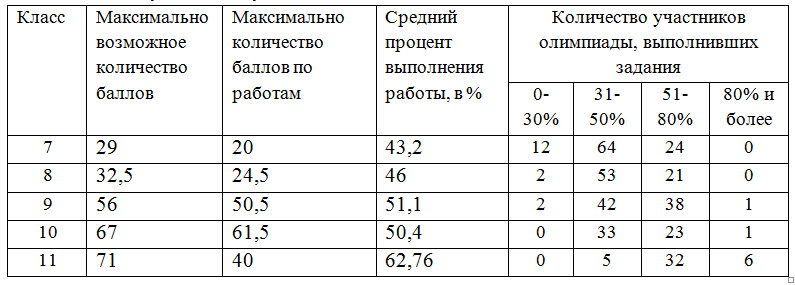 Класс Максимально возможное количество баллов Максимально количество баллов по работам Средний процент выполнения работы, в % Количество участников олимпиады, выполнивших задания
0-30% 31-50% 51-80% 80% и более
7 29 20 43,2 12 64 24 0
8 32,5 24,5 46 2 53 21 0
9 56 50,5 51,1 2 42 38 1
10 67 61,5 50,4 0 33 23 1
11 71 40 62,76 0 5 32 6